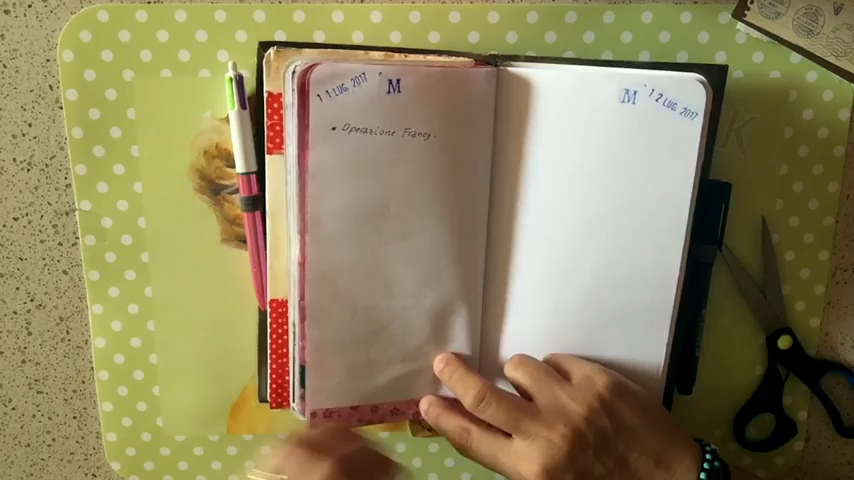 11 LUG. 2017
M
• Operazione Francy.
M
12 LUG. 2017
K